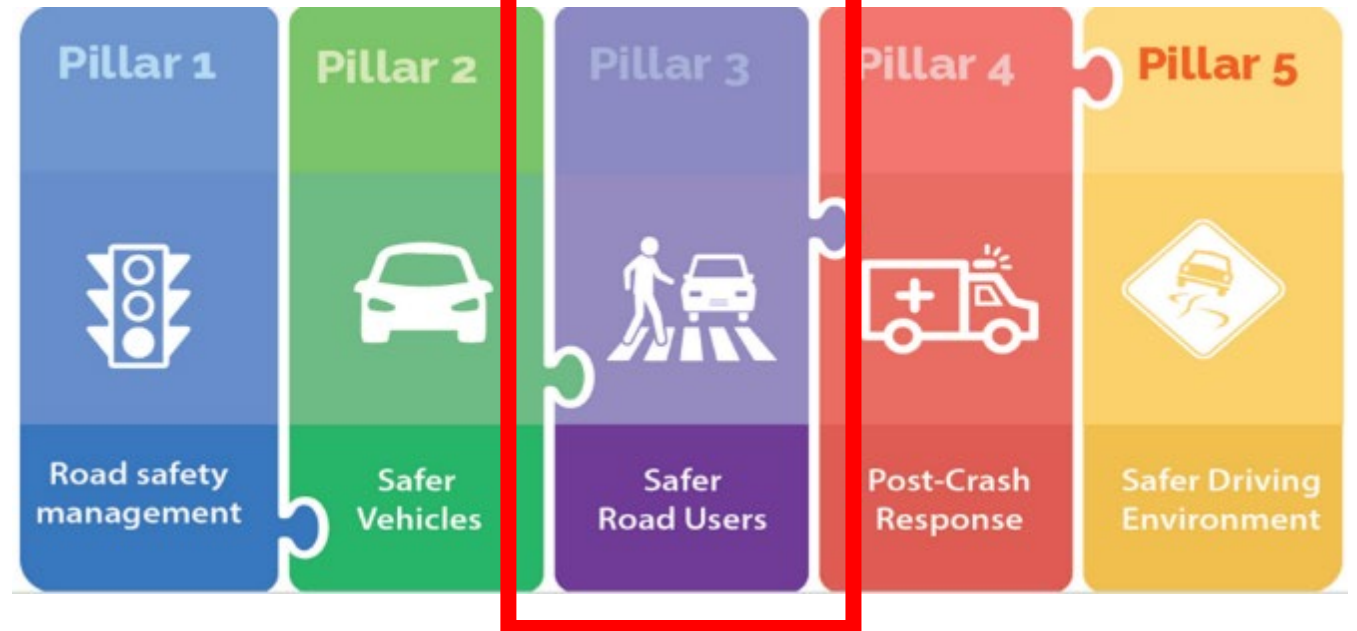 Pillar 1
Road safety
management
Pillar 2
Safer
Vehicles
Pillar 3
Safer
Road Users
Pillar 4
Post-Crash
Response
Pillar 5
Safer Driving
Environment